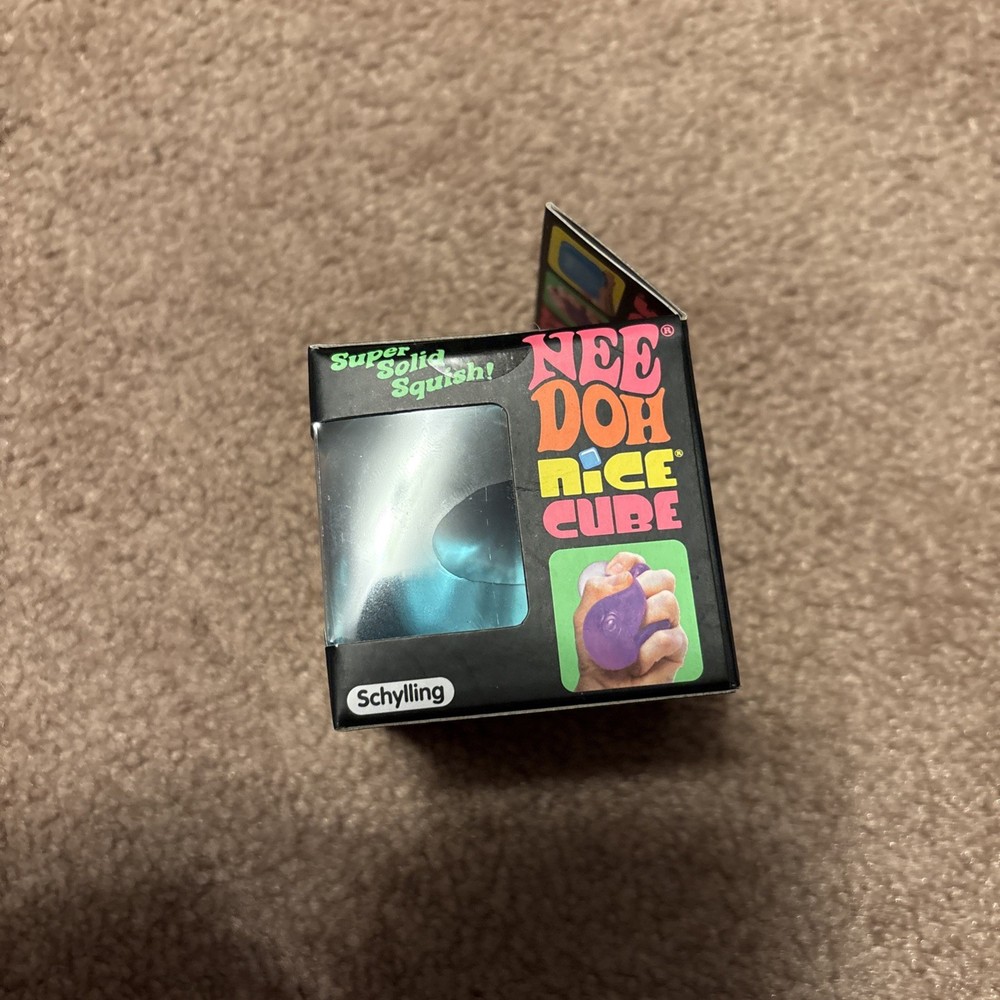 Super
Solid
Squish!
NEE®
DOH
NICE®
CUBE
Schylling